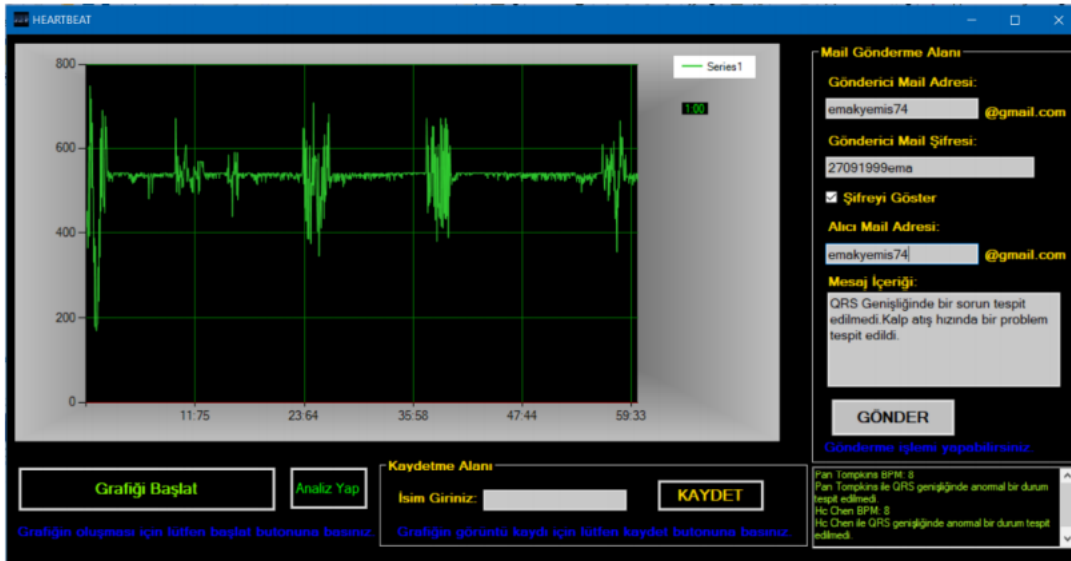 HEARTBEAT
800
600
400
200
0
11:75
23:64
35:58
47:44
59:33
Series1
1:00
Mail Gönderme Alanı
Gönderici Mail Adresi:
emakyemis74 @gmail.com
Gönderici Mail Şifresi:
27091999ema
Şifreyi Göster
Alıcı Mail Adresi:
emakyemis74 @gmail.com
Mesaj İçeriği:
QRS Genişliğinde bir sorun tespit
edilmedi.Kalp atış hızında bir problem
tespit edildi.
GÖNDER
Gönderme işlemi yapabilirsiniz.
Grafiği Başlat
Analiz Yap
Grafiğin oluşması için lütfen başlat butonuna basınız.
Kaydetme Alanı
İsim Giriniz:
KAYDET
Grafiğin görüntü kaydı için lütfen kaydet butonuna basınız.
Pan Tompkins BPM: 8
Pan Tompkins ile QRS genişliğinde anormal bir durum
tespit edilmedi.
Hc Chen BPM: 8
Hc Chen ile QRS genişliğinde anormal bir durum tespit
edilmedi.